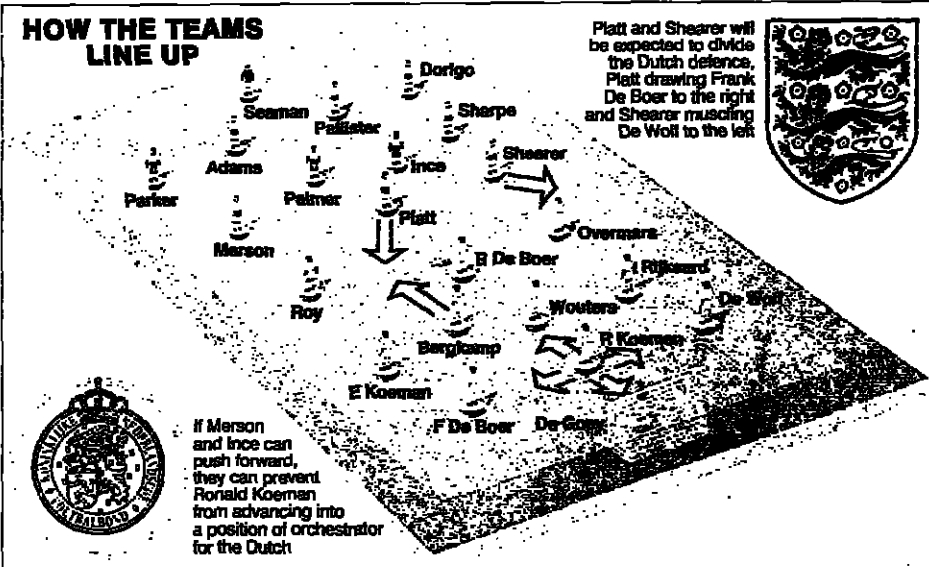 HOW THE TEAMS
LINE UP
Platt and Shearer will
be expected to divide
the Dutch defence,
Platt drawing Frank
De Boer to the right
and Shearer muscling
De Wolf to the left
Dorigo
Seaman
Pallister
Sharpe
Adams
Ince
Shearer
Parker
Palmer
Platt
Merson
Overmars
R De Boer
Rijkaard
Roy
Wouters
De Wolf
Bergkamp
R Koeman
E Koeman
F De Boer
De Goey
If Merson
and Ince can
push forward,
they can prevent
Ronald Koeman
from advancing into
a position of orchestrator
for the Dutch
KONINKLIJKE NEDERLANDSCHE
VOETBALBOND